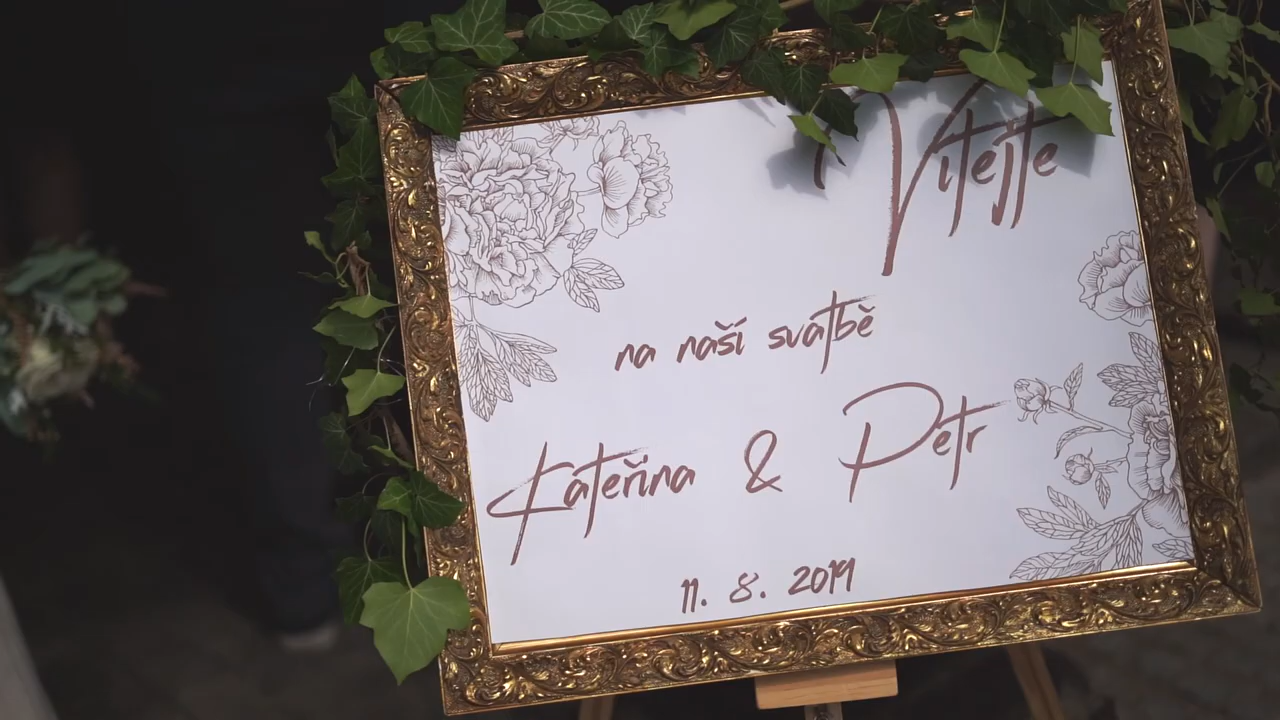 Vítejte
na naší svatbě
Kateřina & Petr
11. 8. 2019